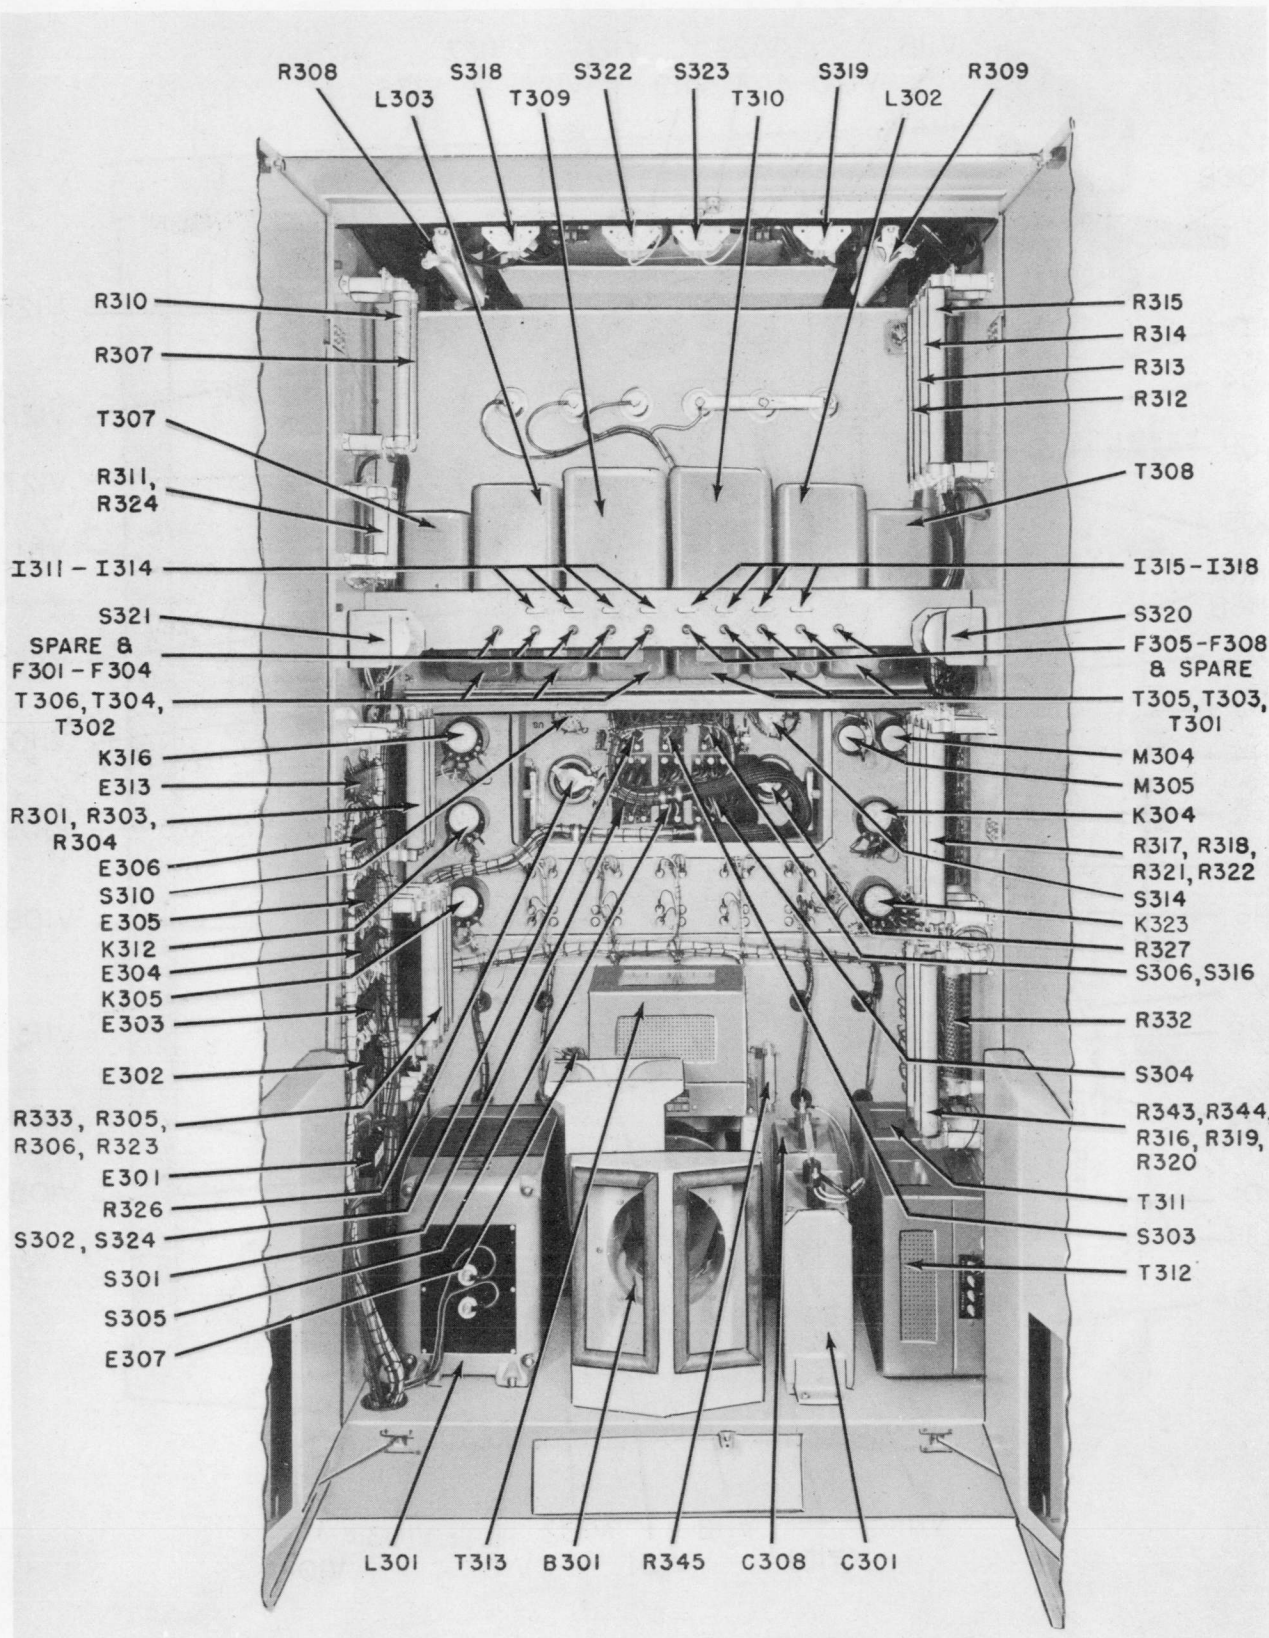 R308 S318 S322 S323 S319 R309
L303 T309 T310 L302
R310
R307
T307
R311,
R324
I311 – I314
S321
SPARE &
F301 – F304
T306, T304,
T302
K316
E313
R301, R303,
R304
E306
S310
E305
K312
E304
K305
E303
E302
R333, R305,
R306, R323
E301
R326
S302, S324
S301
S305
E307
R315
R314
R313
R312
T308
I315-I318
S320
F305-F308
& SPARE
T305, T303,
T301
M304
M305
K304
R317, R318,
R321, R322
S314
K323
R327
S306, S316
R332
S304
R343, R344,
R316, R319,
R320
T311
S303
T312
L301 T313 B301 R345 C308 C301